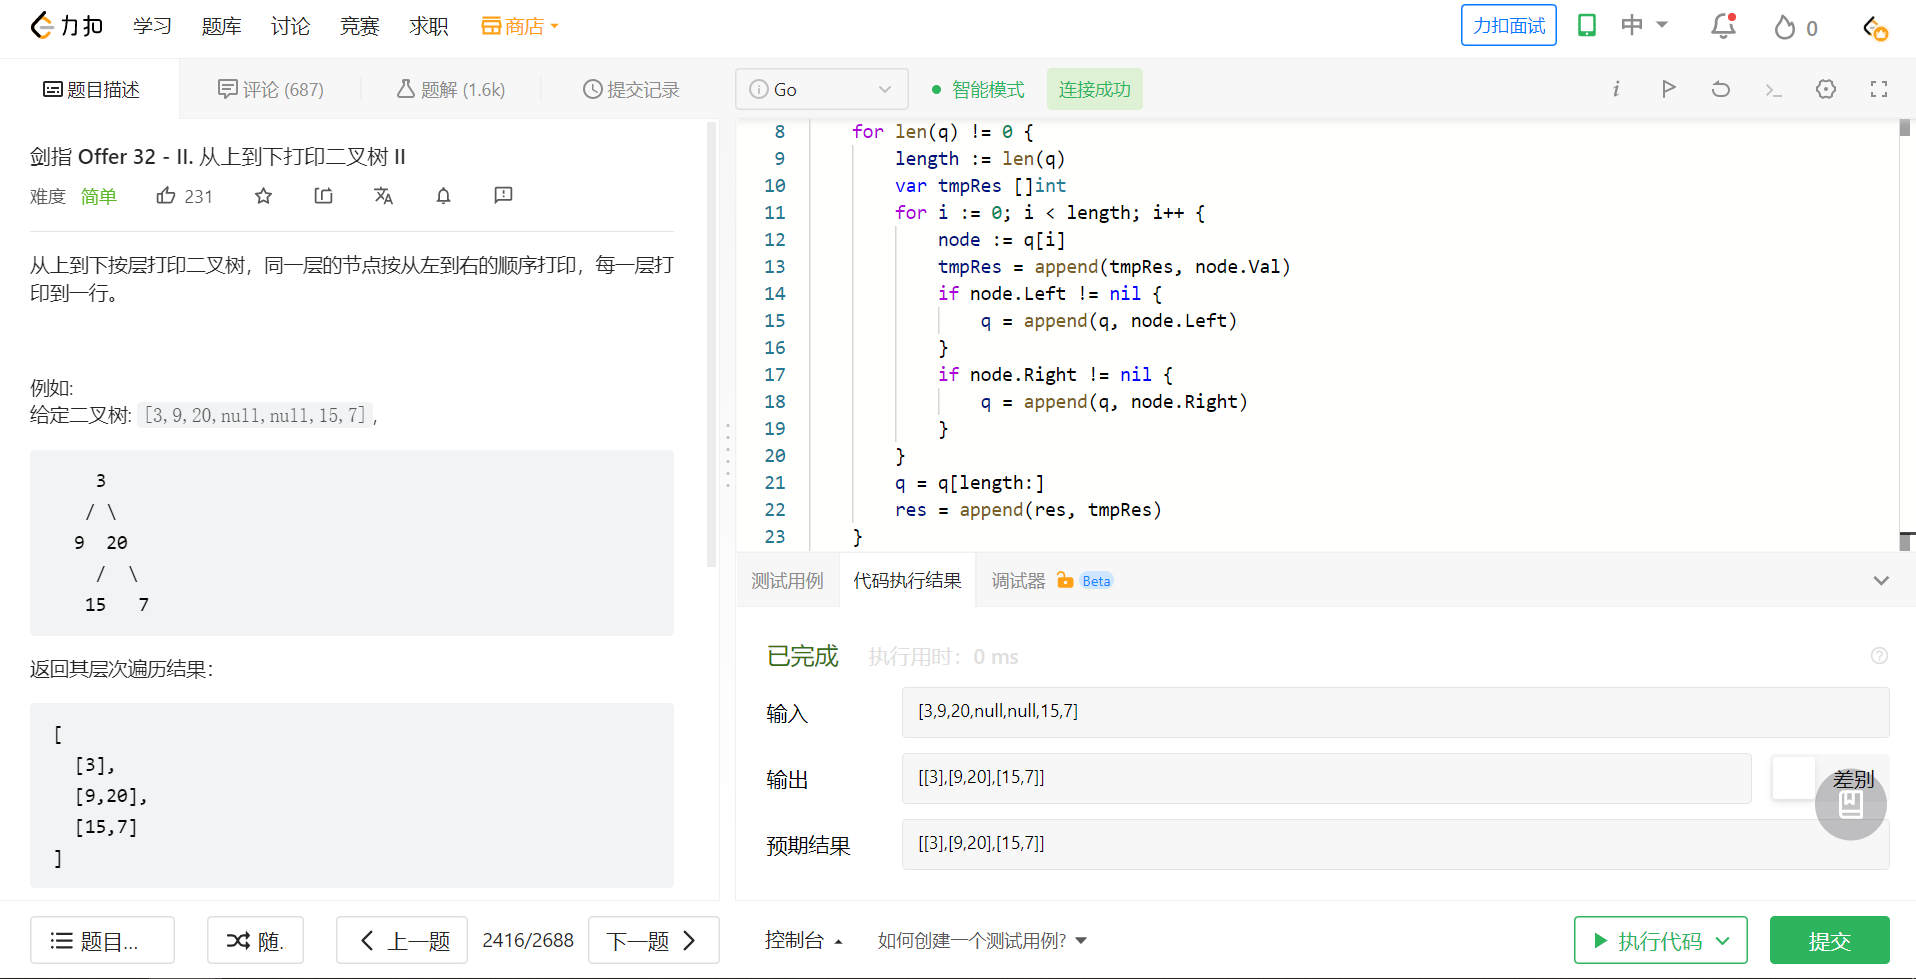 力扣 学习 题库 讨论 竞赛 求职 商店 力扣面试 中 0
题目描述 评论 (687) 题解 (1.6k) 提交记录
剑指 Offer 32 - II. 从上到下打印二叉树 II
难度 简单 231
从上到下按层打印二叉树，同一层的节点按从左到右的顺序打印，每一层打
印到一行。
例如:
给定二叉树: [3,9,20,null,null,15,7],
3
/ \
9 20
/ \
15 7
返回其层次遍历结果：
[
[3],
[9,20],
[15,7]
]
题目...
随.
上一题
2416/2688
下一题
Go 智能模式 连接成功
8 for len(q) != 0 {
9 length := len(q)
10 var tmpRes []int
11 for i := 0; i < length; i++ {
12 node := q[i]
13 tmpRes = append(tmpRes, node.Val)
14 if node.Left != nil {
15 q = append(q, node.Left)
16 }
17 if node.Right != nil {
18 q = append(q, node.Right)
19 }
20 }
21 q = q[length:]
22 res = append(res, tmpRes)
23 }
测试用例 代码执行结果 调试器 Beta
已完成 执行用时：0 ms
输入 [3,9,20,null,null,15,7]
输出 [[3],[9,20],[15,7]] 差别
预期结果 [[3],[9,20],[15,7]]
控制台 如何创建一个测试用例? 执行代码 提交